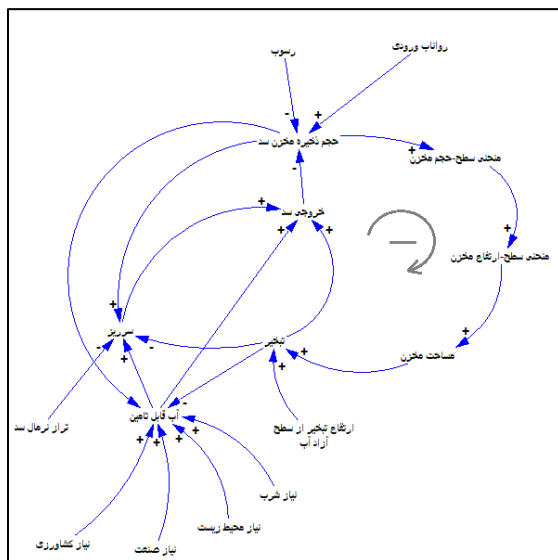 رسوب
رواناب ورودی
حجم ذخیره مخزن سد
منحنی سطح-حجم مخزن
خروجی سد
منحنی سطح-ارتفاع مخزن
سرریز
تبخیر
مساحت مخزن
تراز نرمال سد
آب قابل تامین
ارتفاع تبخیر از سطح
آزاد آب
نیاز شرب
نیاز محیط زیست
نیاز صنعت
نیاز کشاورزی